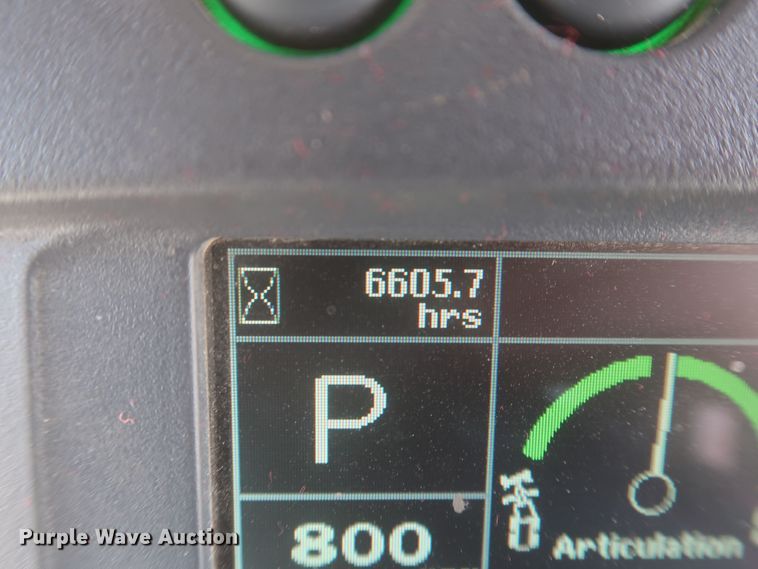 6605.7
hrs
P
800
Articulation
Purple Wave Auction